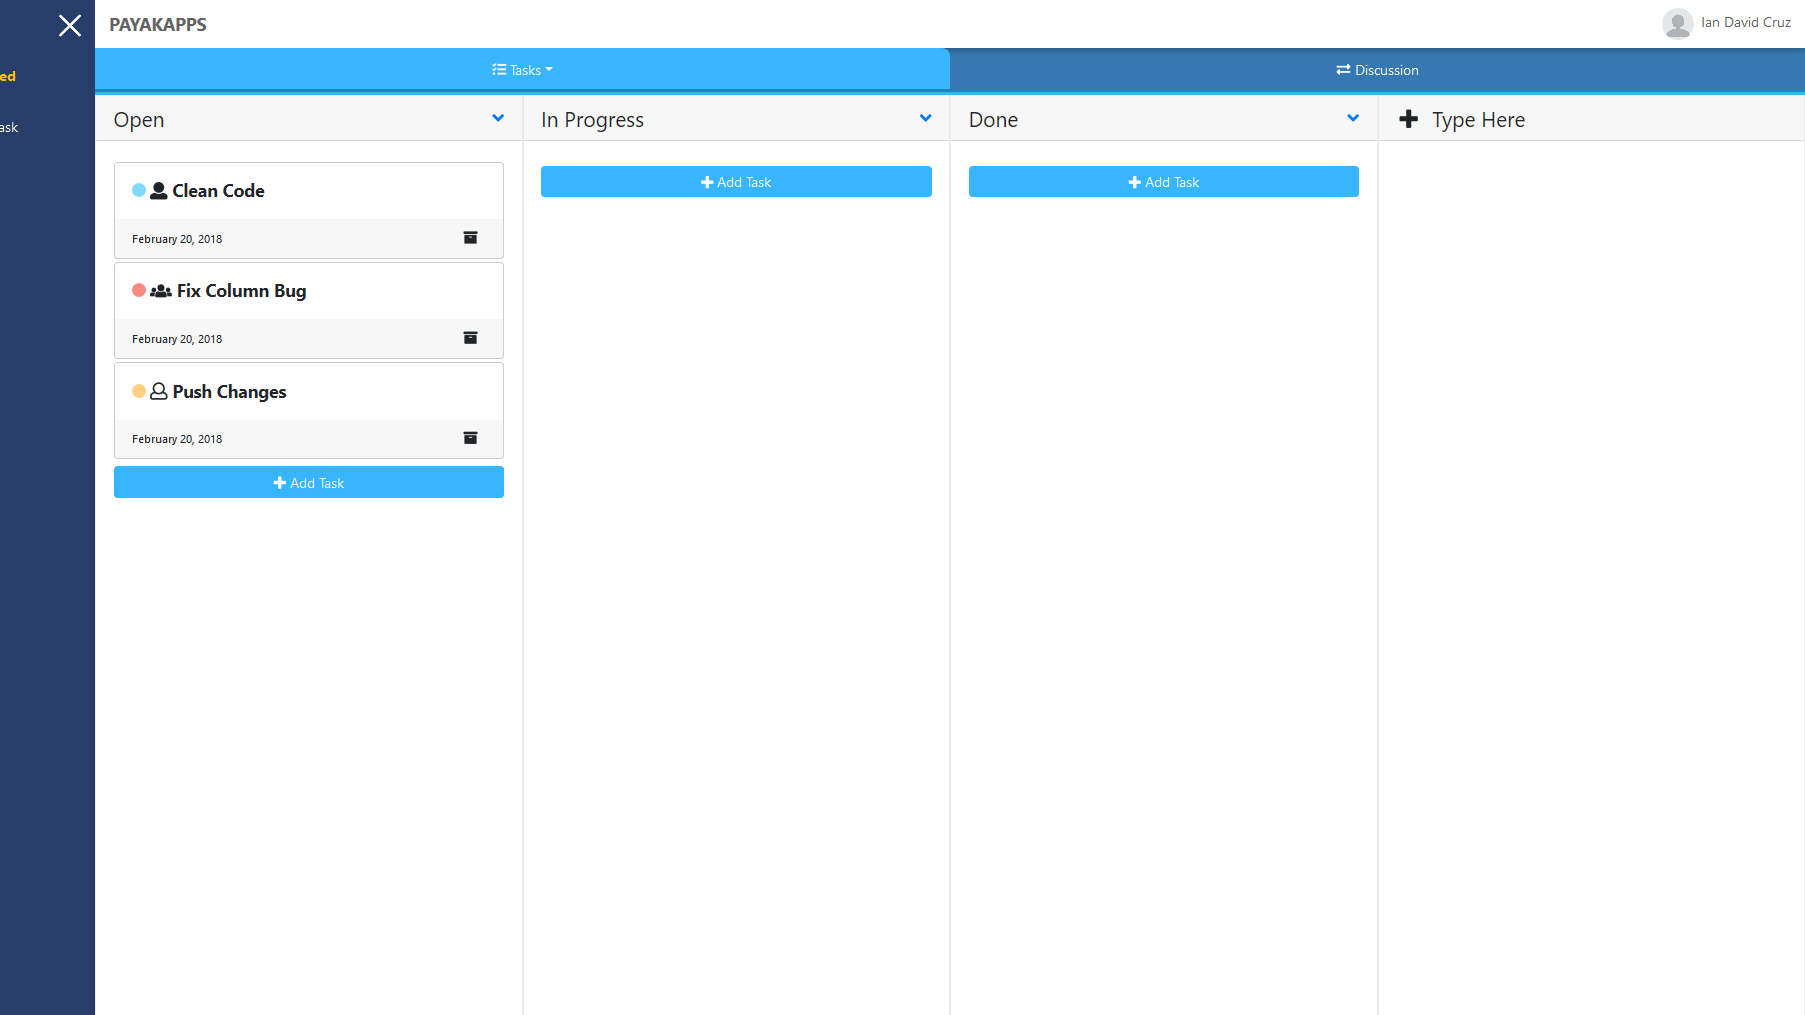 PAYAKAPPS
Ian David Cruz
ed
ask
Tasks
Discussion
Open
In Progress
Done
Type Here
Clean Code
February 20, 2018
Fix Column Bug
February 20, 2018
Push Changes
February 20, 2018
Add Task
Add Task
Add Task